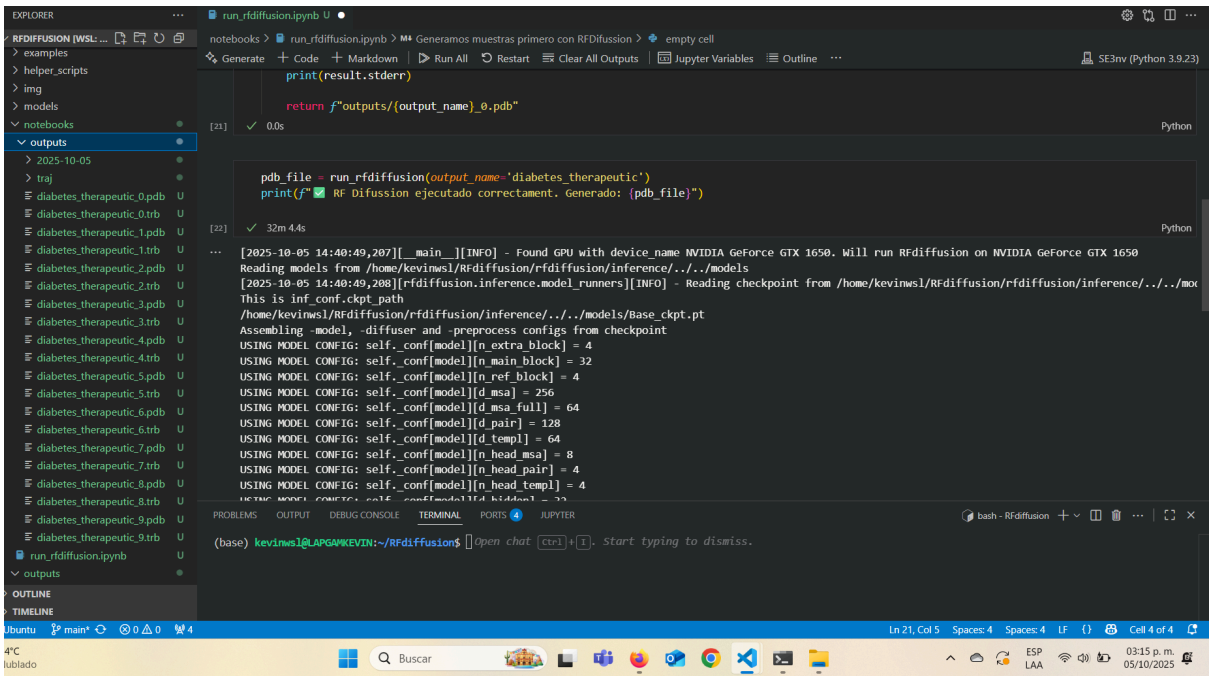 EXPLORER
run_rfdiffusion.ipynb U
RFDIFFUSION [WSL: ...
notebooks > run_rfdiffusion.ipynb > M↓ Generamos muestras primero con RFDifussion > empty cell
examples
helper_scripts
img
models
notebooks
outputs
2025-10-05
traj
diabetes_therapeutic_0.pdb U
diabetes_therapeutic_0.trb U
diabetes_therapeutic_1.pdb U
diabetes_therapeutic_1.trb U
diabetes_therapeutic_2.pdb U
diabetes_therapeutic_2.trb U
diabetes_therapeutic_3.pdb U
diabetes_therapeutic_3.trb U
diabetes_therapeutic_4.pdb U
diabetes_therapeutic_4.trb U
diabetes_therapeutic_5.pdb U
diabetes_therapeutic_5.trb U
diabetes_therapeutic_6.pdb U
diabetes_therapeutic_6.trb U
diabetes_therapeutic_7.pdb U
diabetes_therapeutic_7.trb U
diabetes_therapeutic_8.pdb U
diabetes_therapeutic_8.trb U
diabetes_therapeutic_9.pdb U
diabetes_therapeutic_9.trb U
run_rfdiffusion.ipynb U
outputs
OUTLINE
TIMELINE
Generate + Code + Markdown Run All Restart Clear All Outputs Jupyter Variables Outline ... SE3nv (Python 3.9.23)
print(result.stderr)
return f"outputs/{output_name}_0.pdb"
[21] ✓ 0.0s Python
pdb_file = run_rfdiffusion(output_name='diabetes_therapeutic')
print(f"✅ RF Difussion ejecutado correctament. Generado: {pdb_file}")
[22] ✓ 32m 4.4s Python
[2025-10-05 14:40:49,207][__main__][INFO] - Found GPU with device_name NVIDIA GeForce GTX 1650. Will run RFdiffusion on NVIDIA GeForce GTX 1650
Reading models from /home/kevinwsl/RFdiffusion/rfdiffusion/inference/../../models
[2025-10-05 14:40:49,208][rfdiffusion.inference.model_runners][INFO] - Reading checkpoint from /home/kevinwsl/RFdiffusion/rfdiffusion/inference/../../mod
This is inf_conf.ckpt_path
/home/kevinwsl/RFdiffusion/rfdiffusion/inference/../../models/Base_ckpt.pt
Assembling -model, -diffuser and -preprocess configs from checkpoint
USING MODEL CONFIG: self._conf[model][n_extra_block] = 4
USING MODEL CONFIG: self._conf[model][n_main_block] = 32
USING MODEL CONFIG: self._conf[model][n_ref_block] = 4
USING MODEL CONFIG: self._conf[model][d_msa] = 256
USING MODEL CONFIG: self._conf[model][d_msa_full] = 64
USING MODEL CONFIG: self._conf[model][d_pair] = 128
USING MODEL CONFIG: self._conf[model][d_templ] = 64
USING MODEL CONFIG: self._conf[model][n_head_msa] = 8
USING MODEL CONFIG: self._conf[model][n_head_pair] = 4
USING MODEL CONFIG: self._conf[model][n_head_templ] = 4
USING MODEL CONFIG: self._conf[model][d_hidden] = 32
PROBLEMS OUTPUT DEBUG CONSOLE TERMINAL PORTS 4 JUPYTER
bash - RFdiffusion
(base) kevinwsl@LAPGAMKEVIN:~/RFdiffusion$ Open chat Ctrl+I. Start typing to dismiss.
Ubuntu main* 0 0 4
Ln 21, Col 5 Spaces: 4 Spaces: 4 LF {} Cell 4 of 4
4°C
Buscar
ESP
LAA
03:15 p. m.
05/10/2025